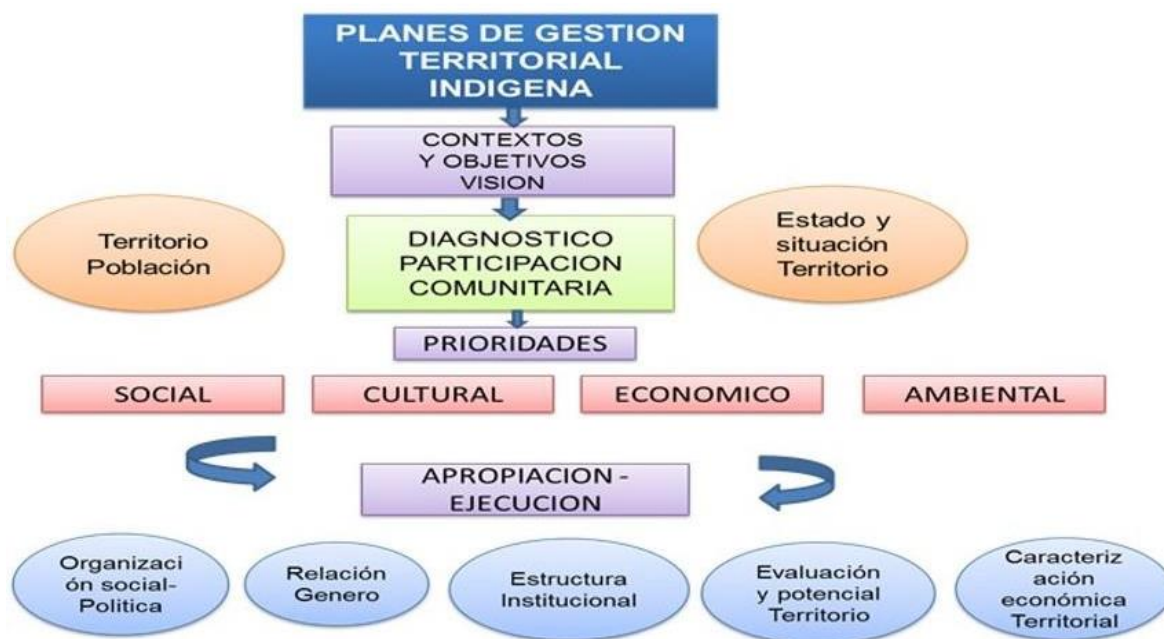 PLANES DE GESTION
TERRITORIAL
INDIGENA
CONTEXTOS
Y OBJETIVOS
VISION
Territorio
Población
DIAGNOSTICO
PARTICIPACION
COMUNITARIA
Estado y
situación
Territorio
PRIORIDADES
SOCIAL
CULTURAL
ECONOMICO
AMBIENTAL
APROPIACION -
EJECUCION
Organizaci
ón social-
Politica
Relación
Genero
Estructura
Institucional
Evaluación
y potencial
Territorio
Caracteriz
ación
económica
Territorial